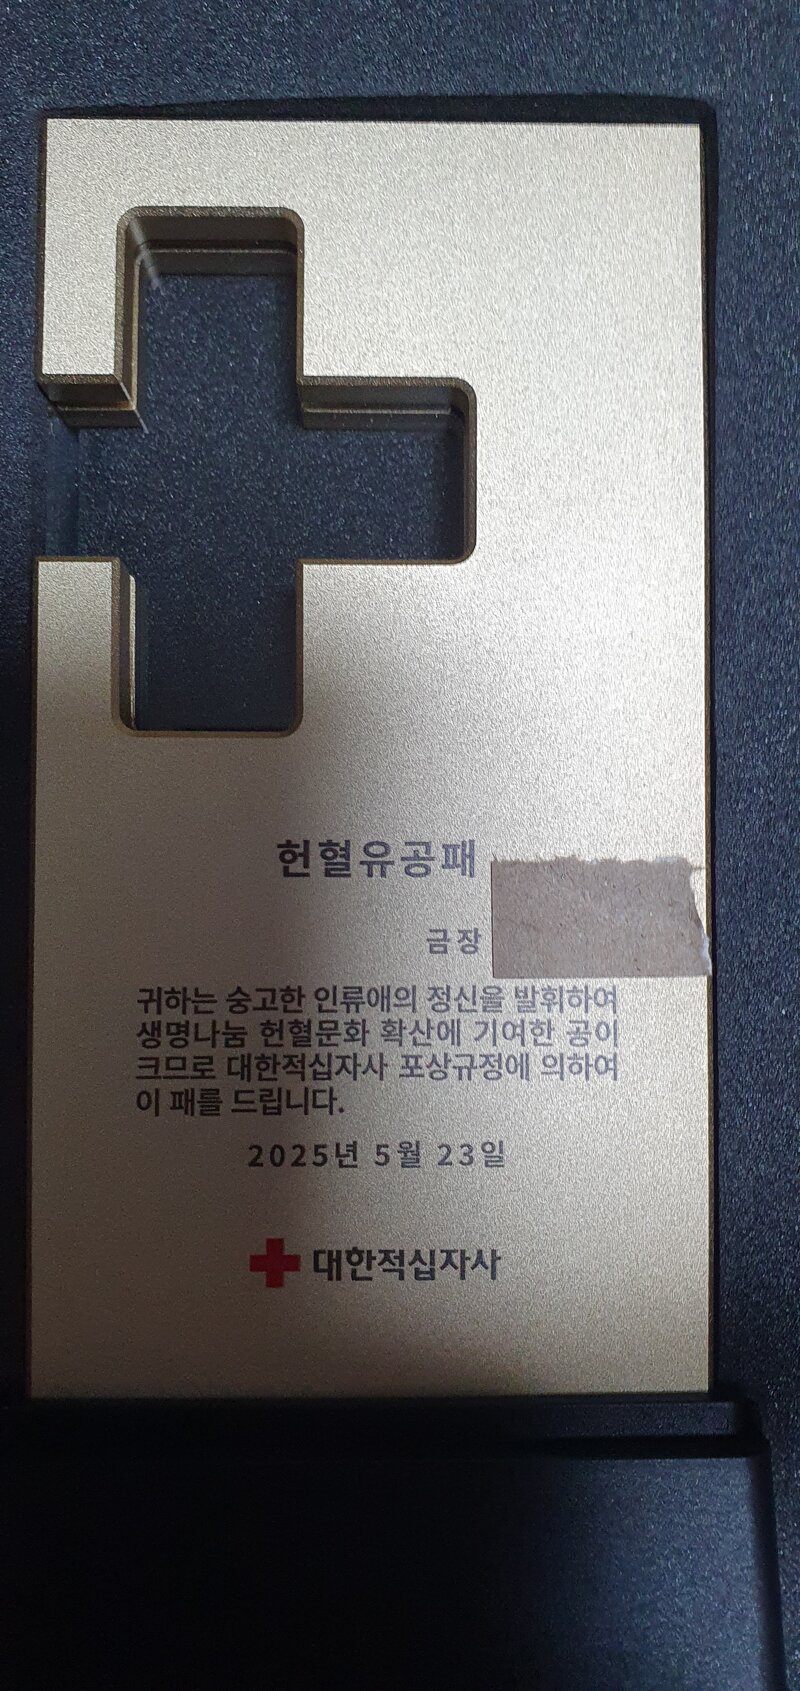 헌혈유공패
금장
귀하는 숭고한 인류애의 정신을 발휘하여
생명나눔 헌혈문화 확산에 기여한 공이
크므로 대한적십자사 포상규정에 의하여
이 패를 드립니다.
2025년 5월 23일
대한적십자사